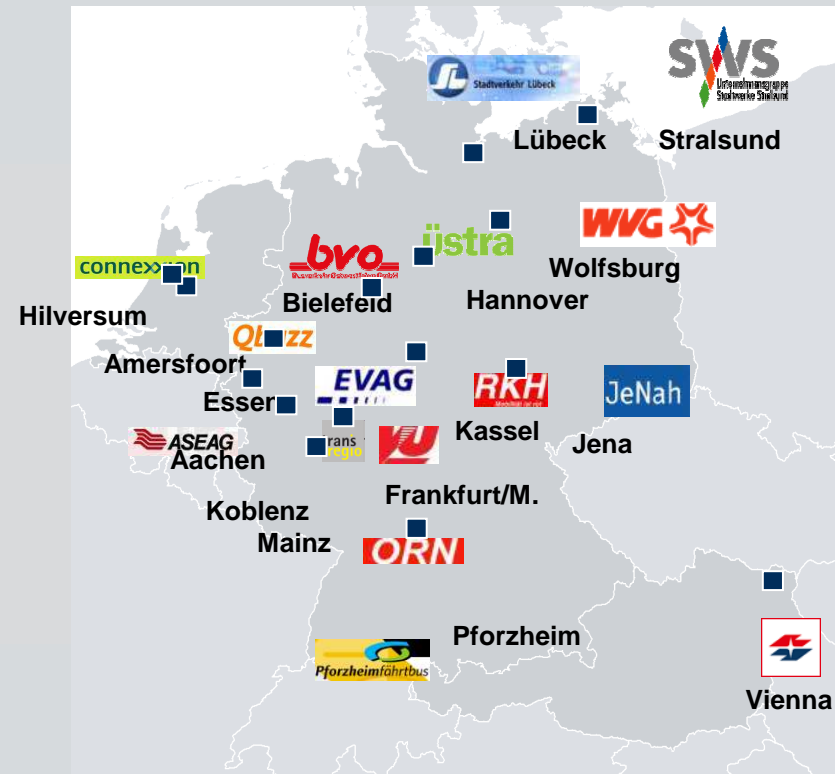 SWS
Stadtverkehr Lübeck
Unternehmensgruppe
Stadtwerke Stralsund
Lübeck
Stralsund
WVG
üstra
bvo
Wolfsburg
connexxion
Bielefeld
Hannover
Hilversum
Qbuzz
Amersfoort
EVAG
RKH
JeNah
Essen
Kassel
Jena
ASEAG
Aachen
trans
regio
VU
Frankfurt/M.
Koblenz
Mainz
ORN
Pforzheim
Pforzheimfährtbus
Vienna